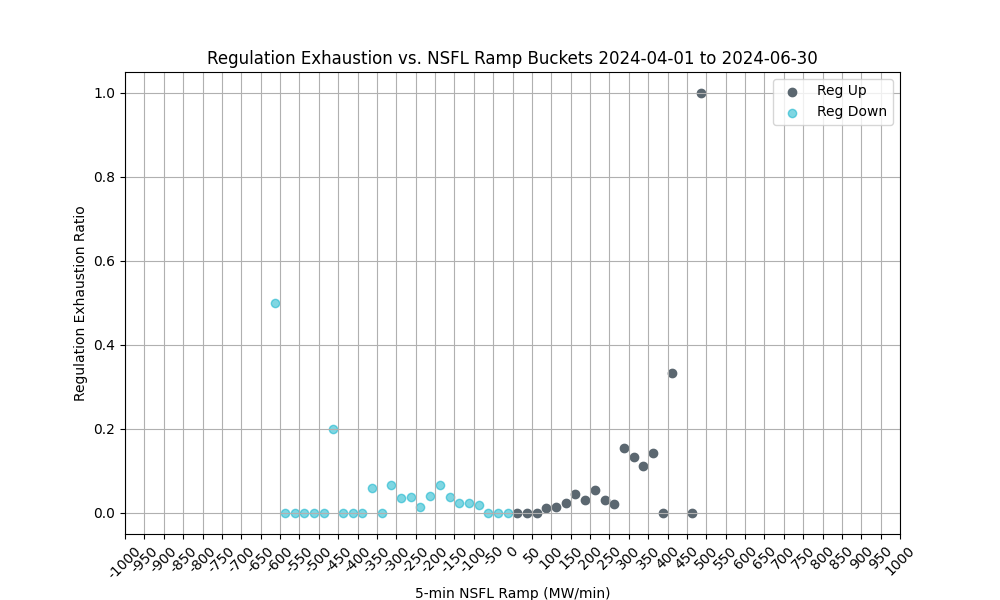 Regulation Exhaustion vs. NSFL Ramp Buckets 2024-04-01 to 2024-06-30
Reg Up
Reg Down
Regulation Exhaustion Ratio
1.0
0.8
0.6
0.4
0.2
0.0
-1000 -950 -900 -850 -800 -750 -700 -650 -600 -550 -500 -450 -400 -350 -300 -250 -200 -150 -100 -50 0 50 100 150 200 250 300 350 400 450 500 550 600 650 700 750 800 850 900 950 1000
5-min NSFL Ramp (MW/min)